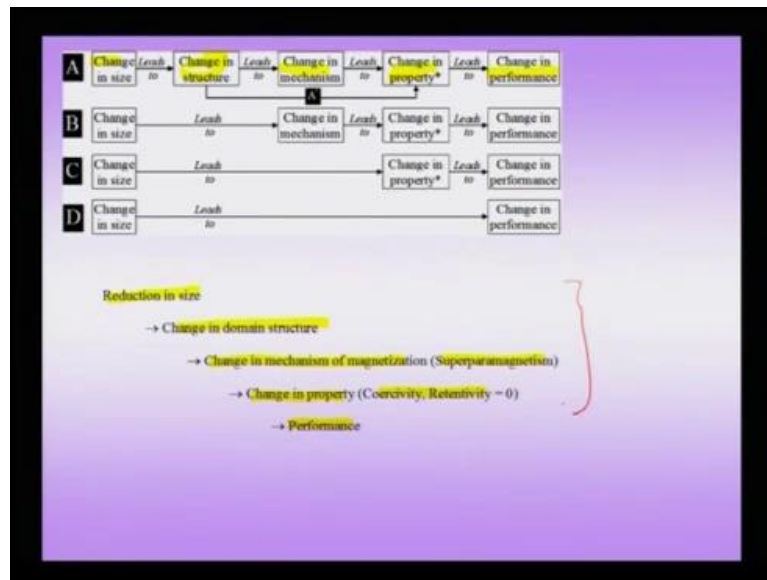 A Change in size Leads to Change in structure Leads to Change in mechanism Leads to Change in property* Leads to Change in performance
A
B Change in size Leads to Change in mechanism Leads to Change in property* Leads to Change in performance
C Change in size Leads to Change in property* Leads to Change in performance
D Change in size Leads to Change in performance
Reduction in size
→ Change in domain structure
→ Change in mechanism of magnetization (Superparamagnetism)
→ Change in property (Coercivity, Retentivity = 0)
→ Performance